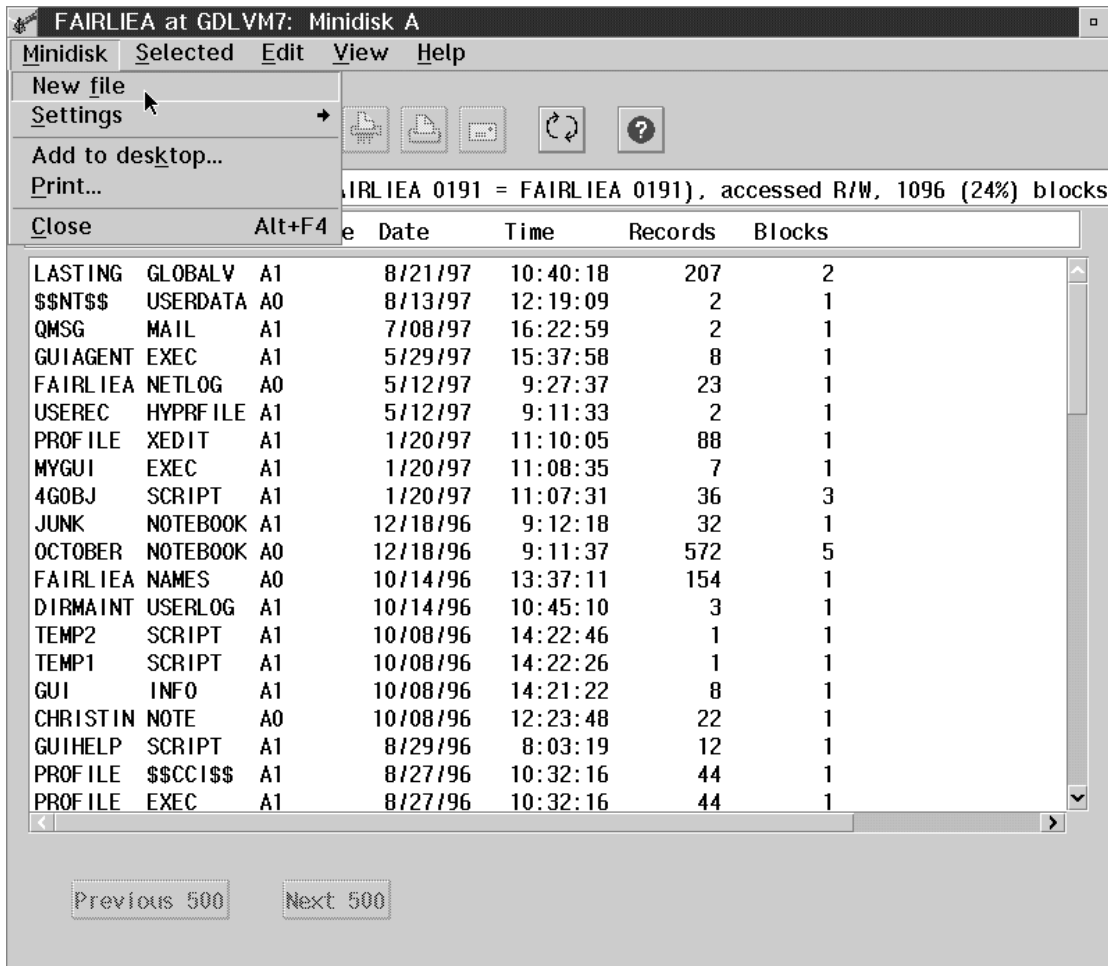 FAIRLIEA at GDLVM7: Minidisk A
Minidisk Selected Edit View Help
New file
Settings
Add to desktop...
Print...
Close Alt+F4
AIRLIEA 0191 = FAIRLIEA 0191), accessed R/W, 1096 (24%) blocks
e Date Time Records Blocks
LASTING GLOBALV A1 8/21/97 10:40:18 207 2
$$NT$$ USERDATA A0 8/13/97 12:19:09 2 1
QMSG MAIL A1 7/08/97 16:22:59 2 1
GUIAGENT EXEC A1 5/29/97 15:37:58 8 1
FAIRLIEA NETLOG A0 5/12/97 9:27:37 23 1
USEREC HYPRFILE A1 5/12/97 9:11:33 2 1
PROFILE XEDIT A1 1/20/97 11:10:05 88 1
MYGUI EXEC A1 1/20/97 11:08:35 7 1
4GOBJ SCRIPT A1 1/20/97 11:07:31 36 3
JUNK NOTEBOOK A1 12/18/96 9:12:18 32 1
OCTOBER NOTEBOOK A0 12/18/96 9:11:37 572 5
FAIRLIEA NAMES A0 10/14/96 13:37:11 154 1
DIRMAINT USERLOG A1 10/14/96 10:45:10 3 1
TEMP2 SCRIPT A1 10/08/96 14:22:46 1 1
TEMP1 SCRIPT A1 10/08/96 14:22:26 1 1
GUI INFO A1 10/08/96 14:21:22 8 1
CHRISTIN NOTE A0 10/08/96 12:23:48 22 1
GUIHELP SCRIPT A1 8/29/96 8:03:19 12 1
PROFILE $$CCI$$ A1 8/27/96 10:32:16 44 1
PROFILE EXEC A1 8/27/96 10:32:16 44 1
Previous 500 Next 500